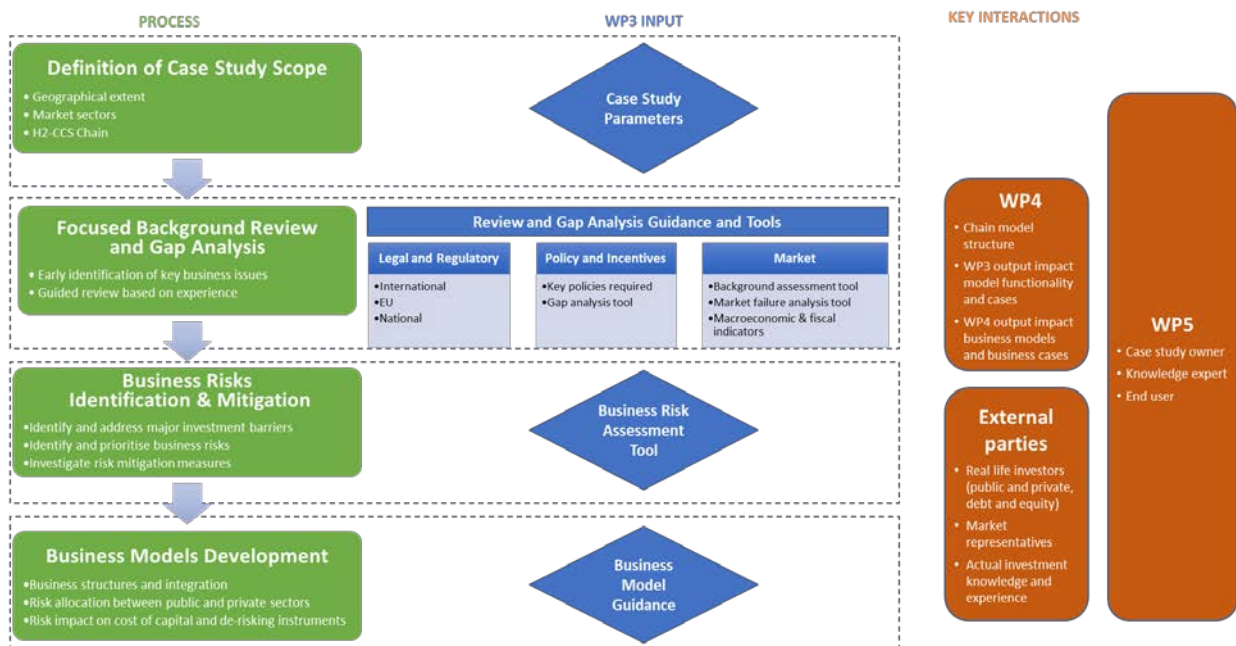 PROCESS
WP3 INPUT
KEY INTERACTIONS
Definition of Case Study Scope
• Geographical extent
• Market sectors
• H2-CCS Chain
Case Study
Parameters
Focused Background Review
and Gap Analysis
• Early identification of key business issues
• Guided review based on experience
Review and Gap Analysis Guidance and Tools
Legal and Regulatory
•International
•EU
•National
Policy and Incentives
•Key policies required
•Gap analysis tool
Market
•Background assessment tool
•Market failure analysis tool
•Macroeconomic & fiscal
indicators
Business Risks
Identification & Mitigation
•Identify and address major investment barriers
•Identify and prioritise business risks
•Investigate risk mitigation measures
Business Risk
Assessment
Tool
Business Models Development
•Business structures and integration
•Risk allocation between public and private sectors
•Risk impact on cost of capital and de-risking instruments
Business
Model
Guidance
WP4
• Chain model
structure
• WP3 output impact
model functionality
and cases
• WP4 output impact
business models
and business cases
External
parties
• Real life investors
(public and private,
debt and equity)
• Market
representatives
• Actual investment
knowledge and
experience
WP5
• Case study owner
• Knowledge expert
• End user